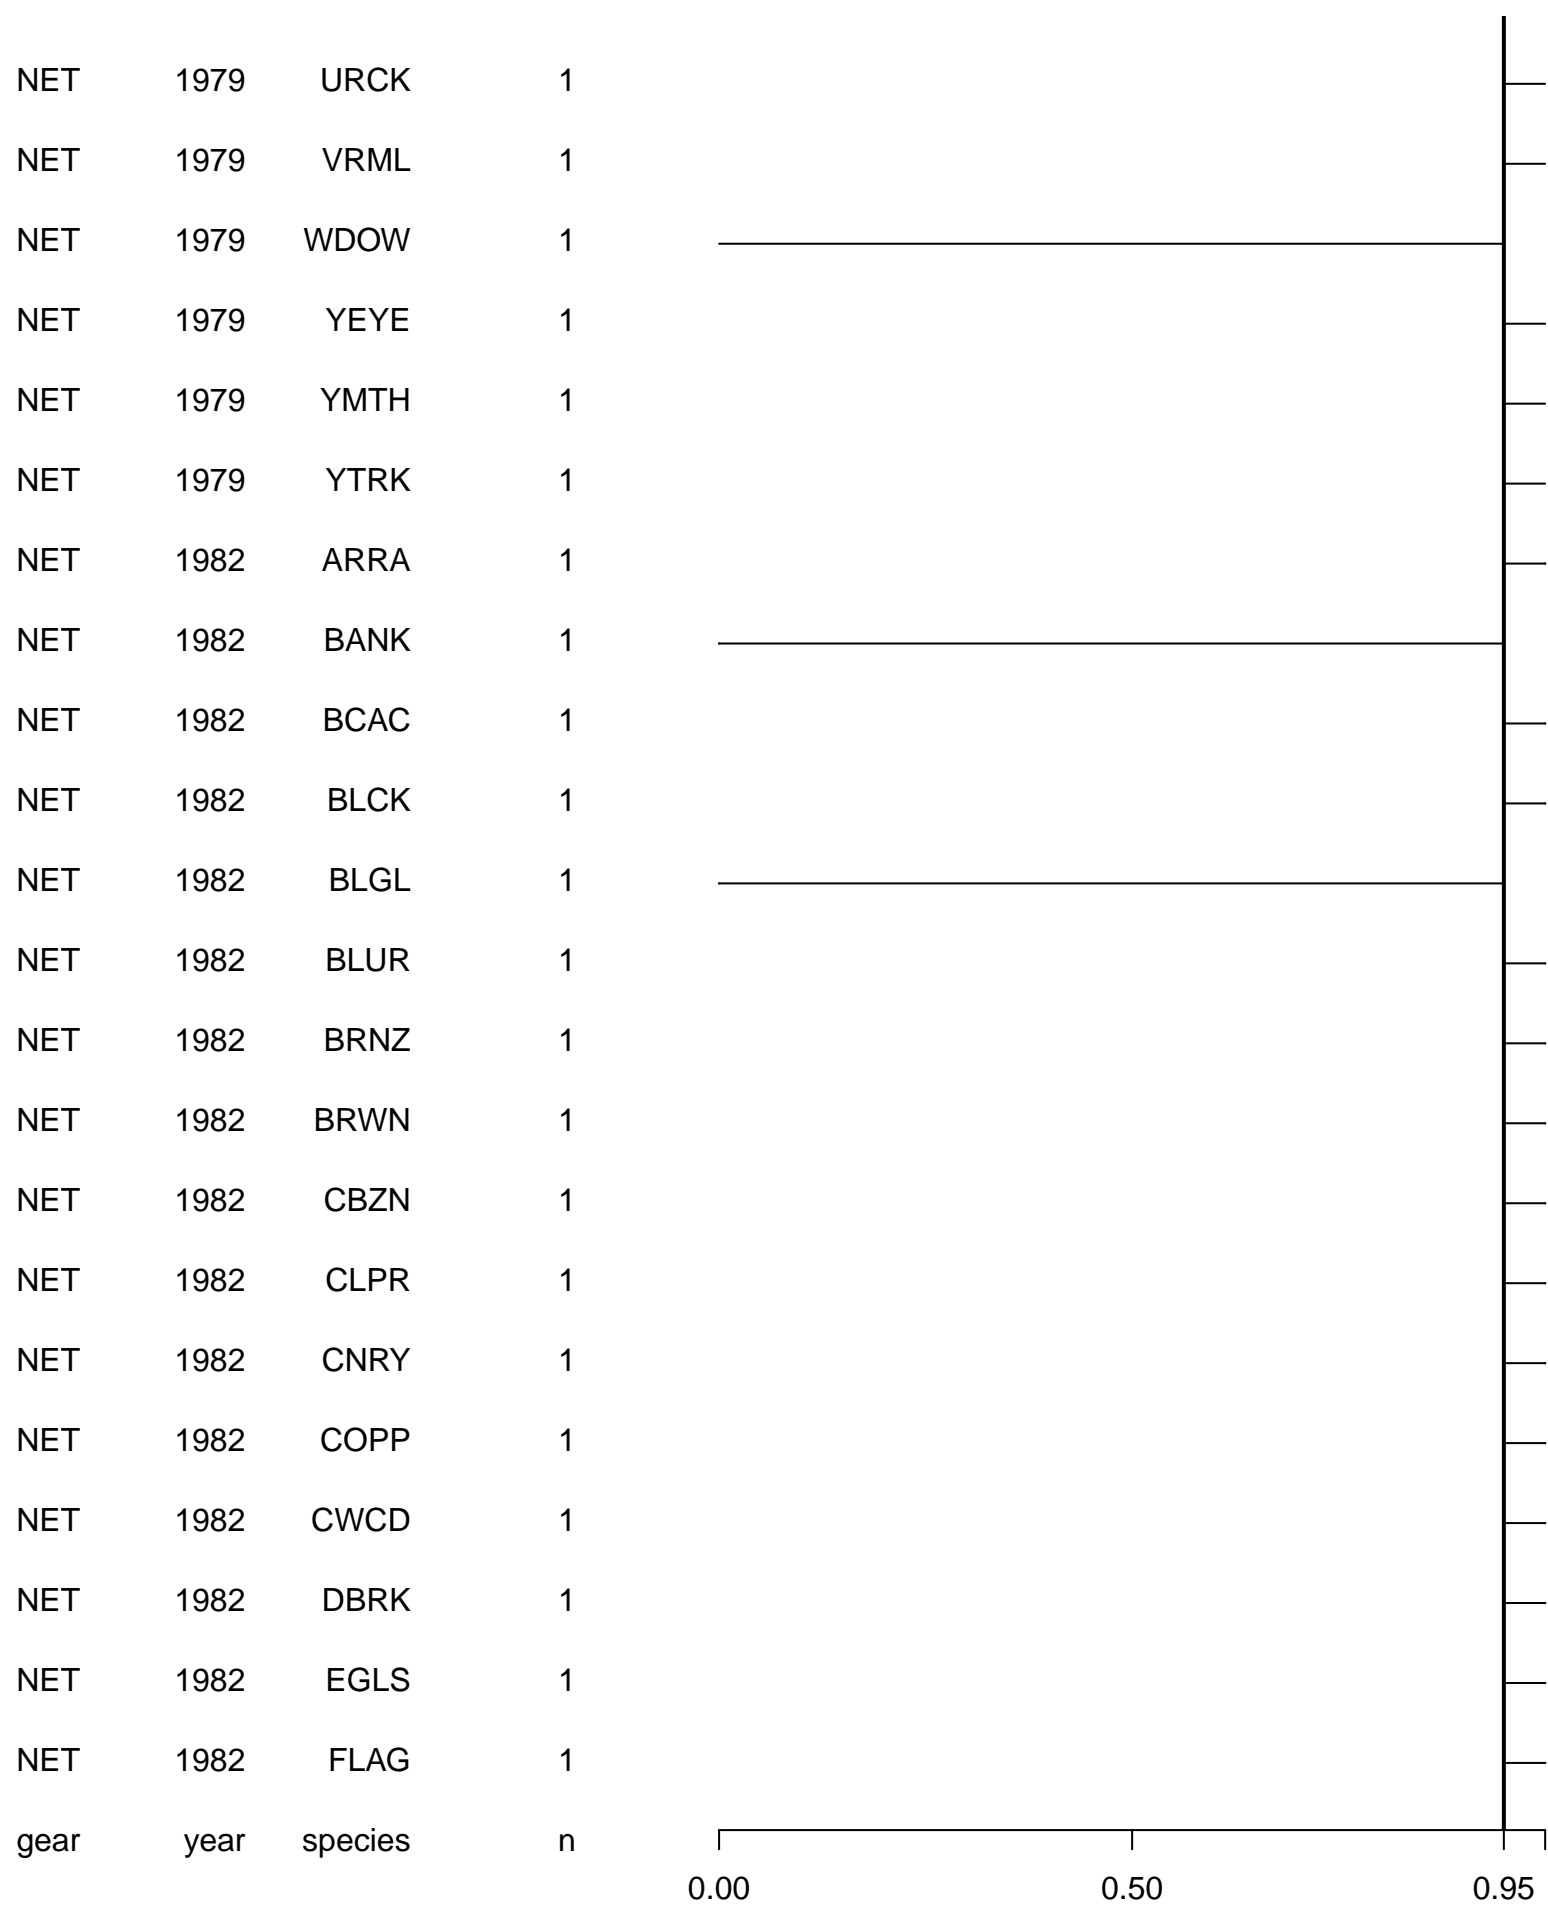 NET 1979 URCK 1
NET 1979 VRML 1
NET 1979 WDOW 1
NET 1979 YEYE 1
NET 1979 YMTH 1
NET 1979 YTRK 1
NET 1982 ARRA 1
NET 1982 BANK 1
NET 1982 BCAC 1
NET 1982 BLCK 1
NET 1982 BLGL 1
NET 1982 BLUR 1
NET 1982 BRNZ 1
NET 1982 BRWN 1
NET 1982 CBZN 1
NET 1982 CLPR 1
NET 1982 CNRY 1
NET 1982 COPP 1
NET 1982 CWCD 1
NET 1982 DBRK 1
NET 1982 EGLS 1
NET 1982 FLAG 1
gear year species n
0.00 0.50 0.95